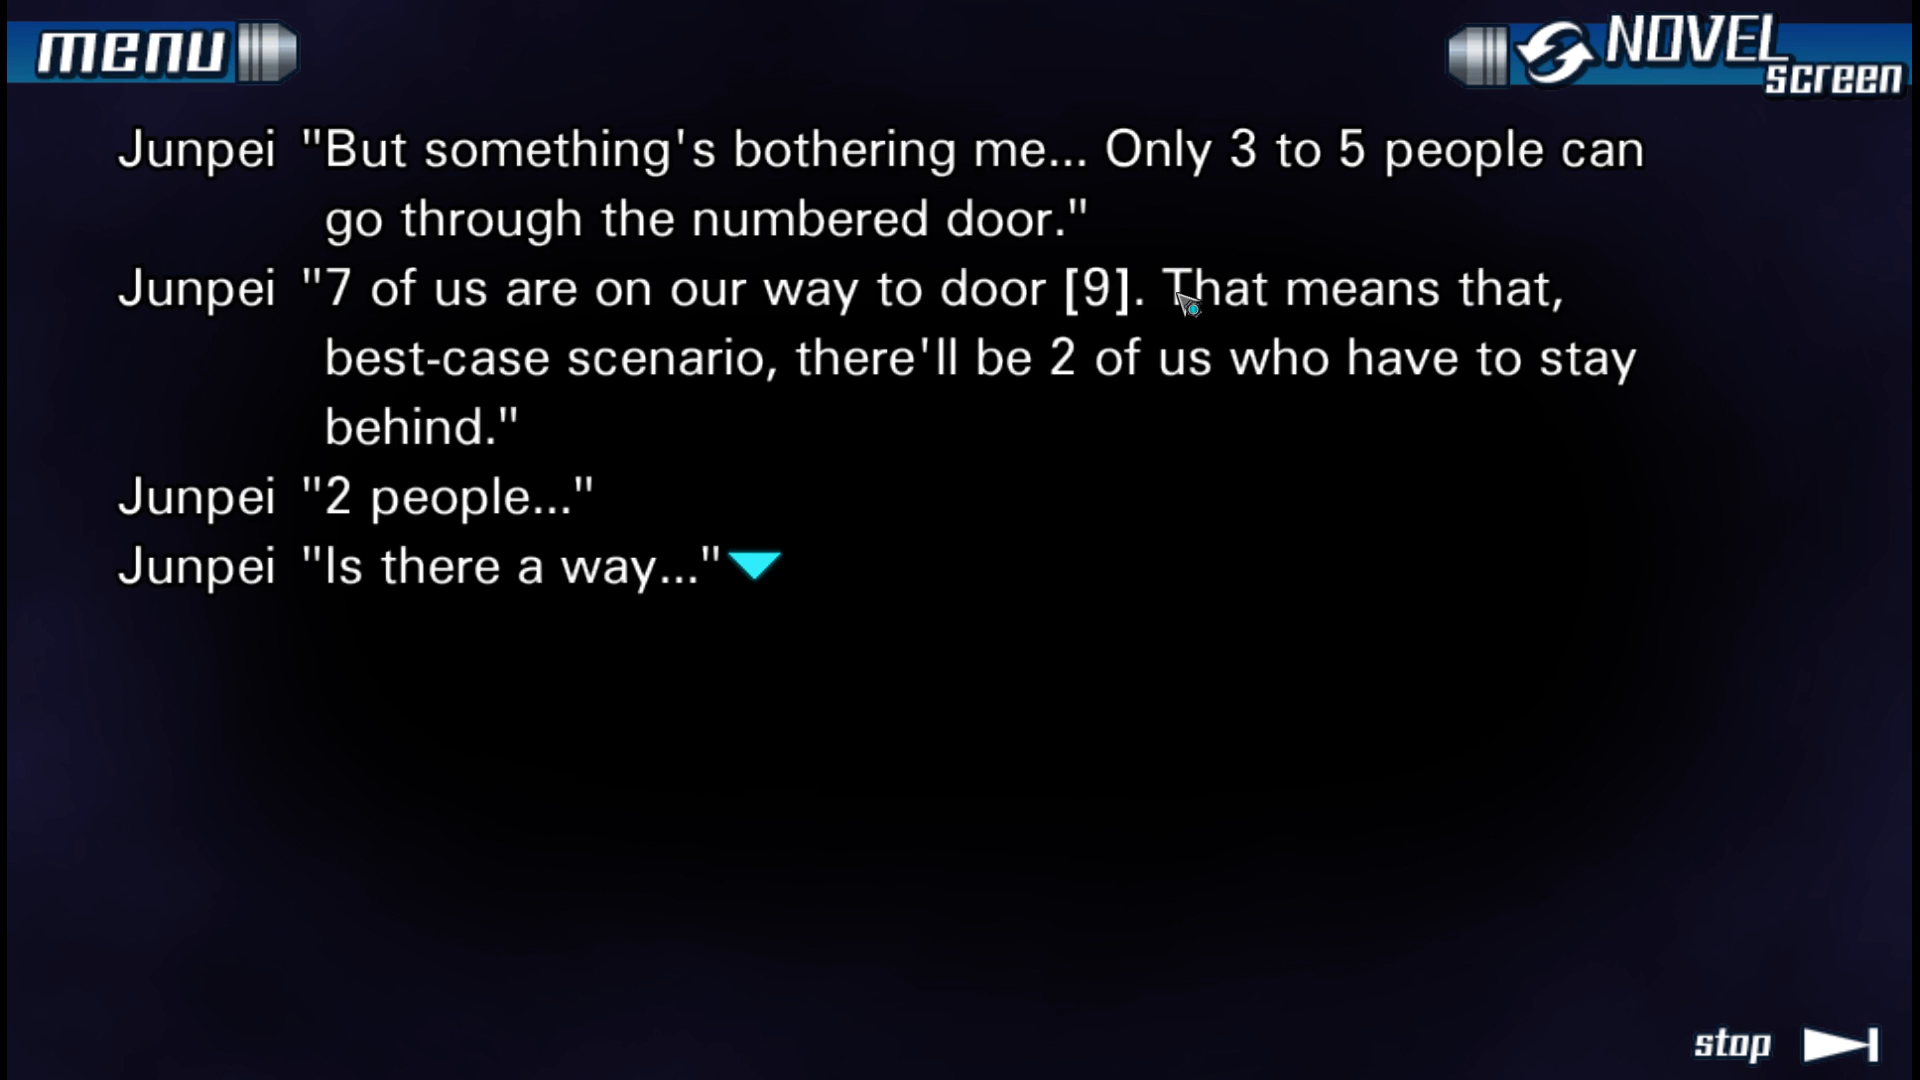 menu
NOVEL
screen
Junpei "But something's bothering me... Only 3 to 5 people can
go through the numbered door."
Junpei "7 of us are on our way to door [9]. That means that,
best-case scenario, there'll be 2 of us who have to stay
behind."
Junpei "2 people..."
Junpei "Is there a way..."
stop